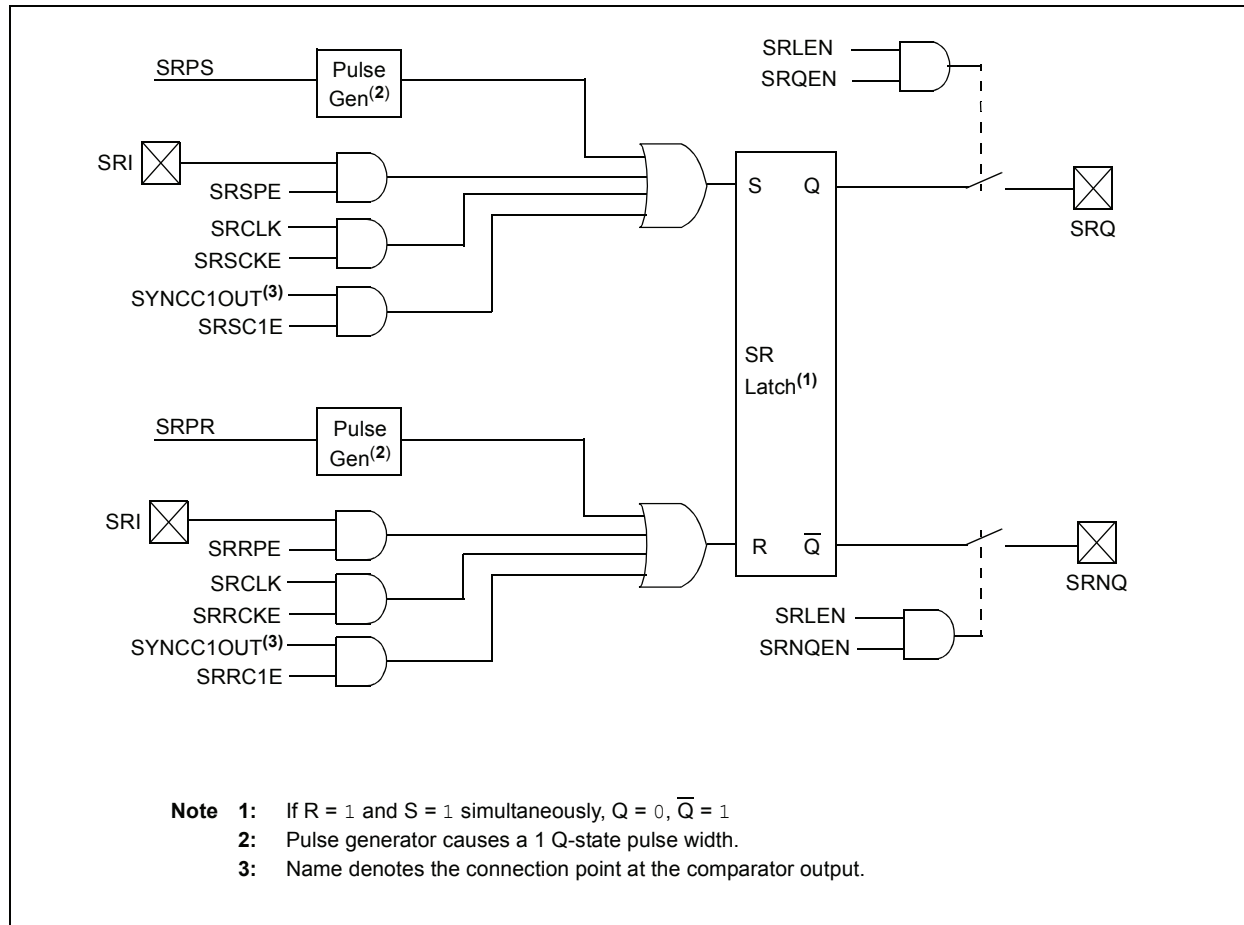 SRPS
Pulse
Gen(2)
SRI
SRSPE
SRCLK
SRSCKE
SYNCC1OUT(3)
SRSC1E
SRLEN
SRQEN
S Q
SRQ
SR
Latch(1)
SRPR
Pulse
Gen(2)
SRI
SRRPE
SRCLK
SRRCKE
SYNCC1OUT(3)
SRRC1E
R Q̅
SRNQ
SRLEN
SRNQEN
Note 1: If R = 1 and S = 1 simultaneously, Q = 0, Q̅ = 1
2: Pulse generator causes a 1 Q-state pulse width.
3: Name denotes the connection point at the comparator output.